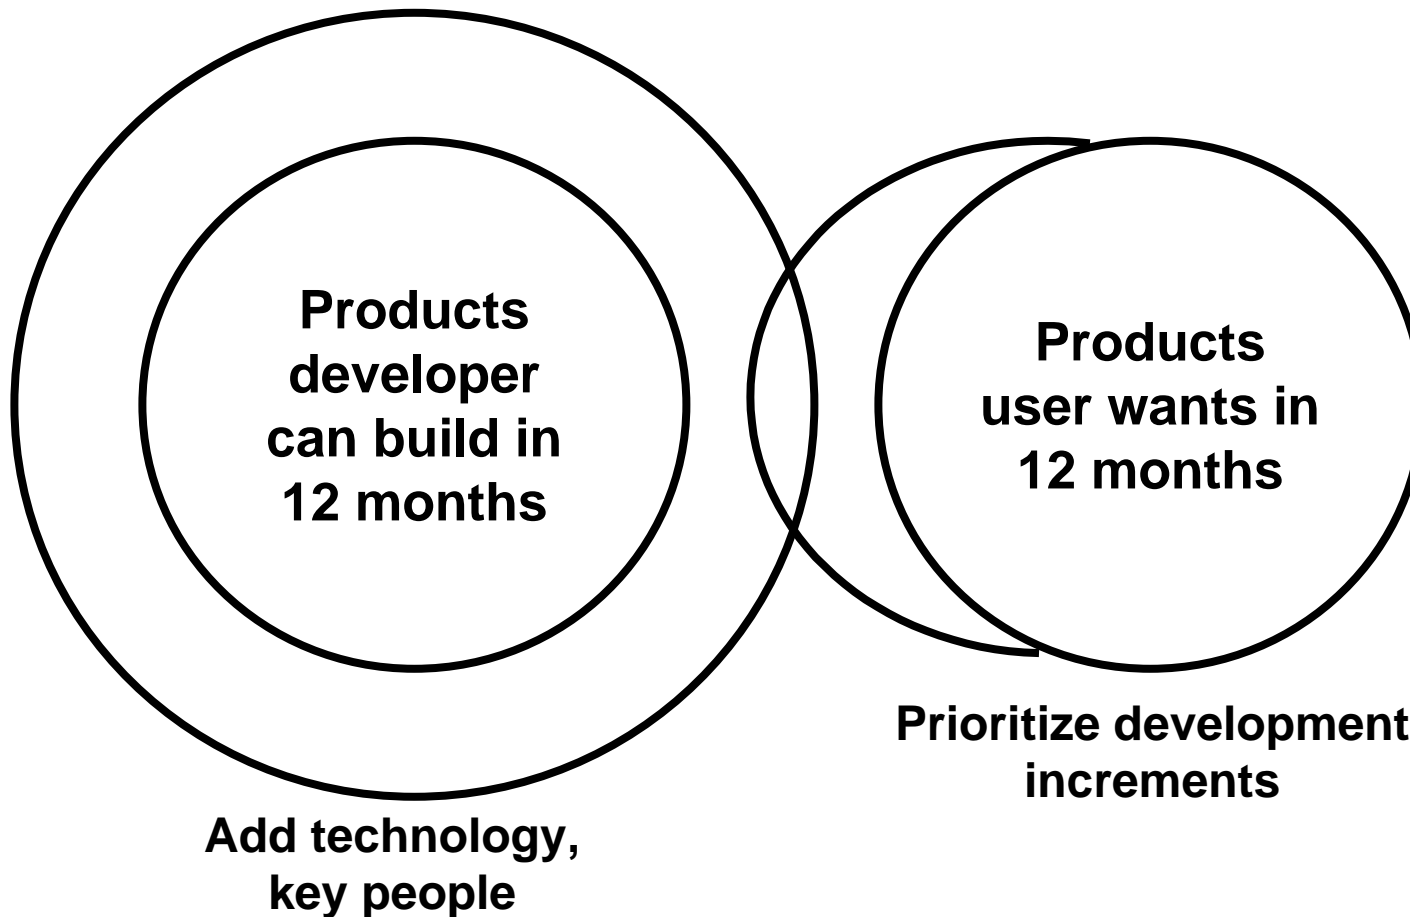 Products
developer
can build in
12 months
Products
user wants in
12 months
Prioritize development
increments
Add technology,
key people